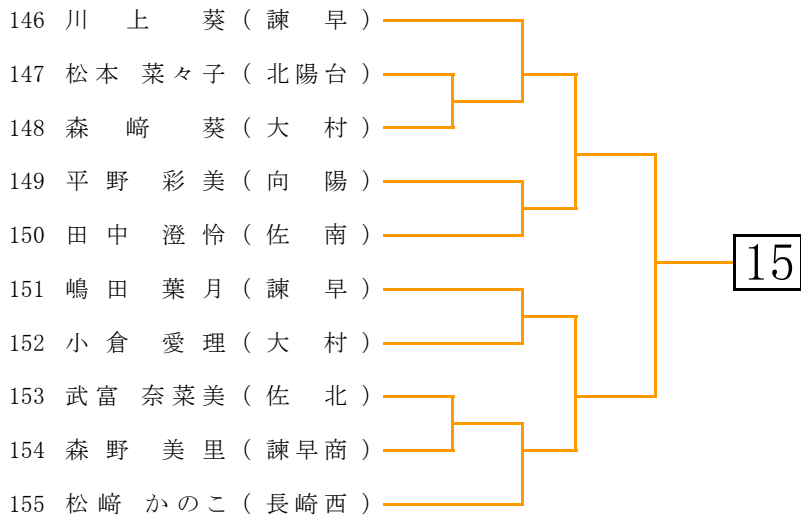 146 川上 葵 (諫早)
147 松本 菜々子 (北陽台)
148 森﨑 葵 (大村)
149 平野 彩美 (向陽)
150 田中 澄怜 (佐南)
15
151 嶋田 葉月 (諫早)
152 小倉 愛理 (大村)
153 武富 奈菜美 (佐北)
154 森野 美里 (諫早商)
155 松﨑 かのこ (長崎西)